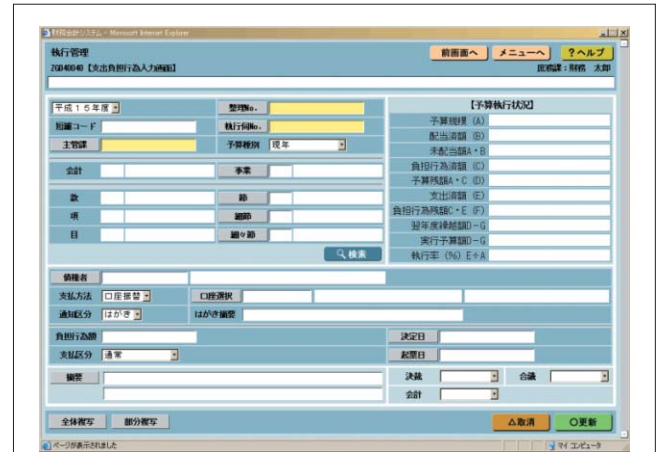 財務会計システム - Microsoft Internet Explorer
執行管理
前画面へ メニューへ ?ヘルプ
ZGD40040【支出負担行為入力画面】
庶務課:財務 太郎
平成15年度
整理No.
【予算執行状況】
短縮コード
執行伺No.
予算規模 (A)
主管課
予算種別 現年
配当済額 (B)
未配当額A・B
会計
事業
負担行為済額 (C)
予算残額A・C (D)
款
節
支出済額 (E)
項
細節
負担行為残額C・E (F)
目
細々節
翌年度繰越額D-G
検索
実行予算額D-G
執行率 (%) E÷A
債権者
支払方法 口座振替
口座選択
通知区分 はがき
はがき摘要
負担行為額
決定日
支払区分 通常
起票日
摘要
決裁
合議
会計
全体複写 部分複写
△取消 ○更新
ページが表示されました
マイ コンピュータ